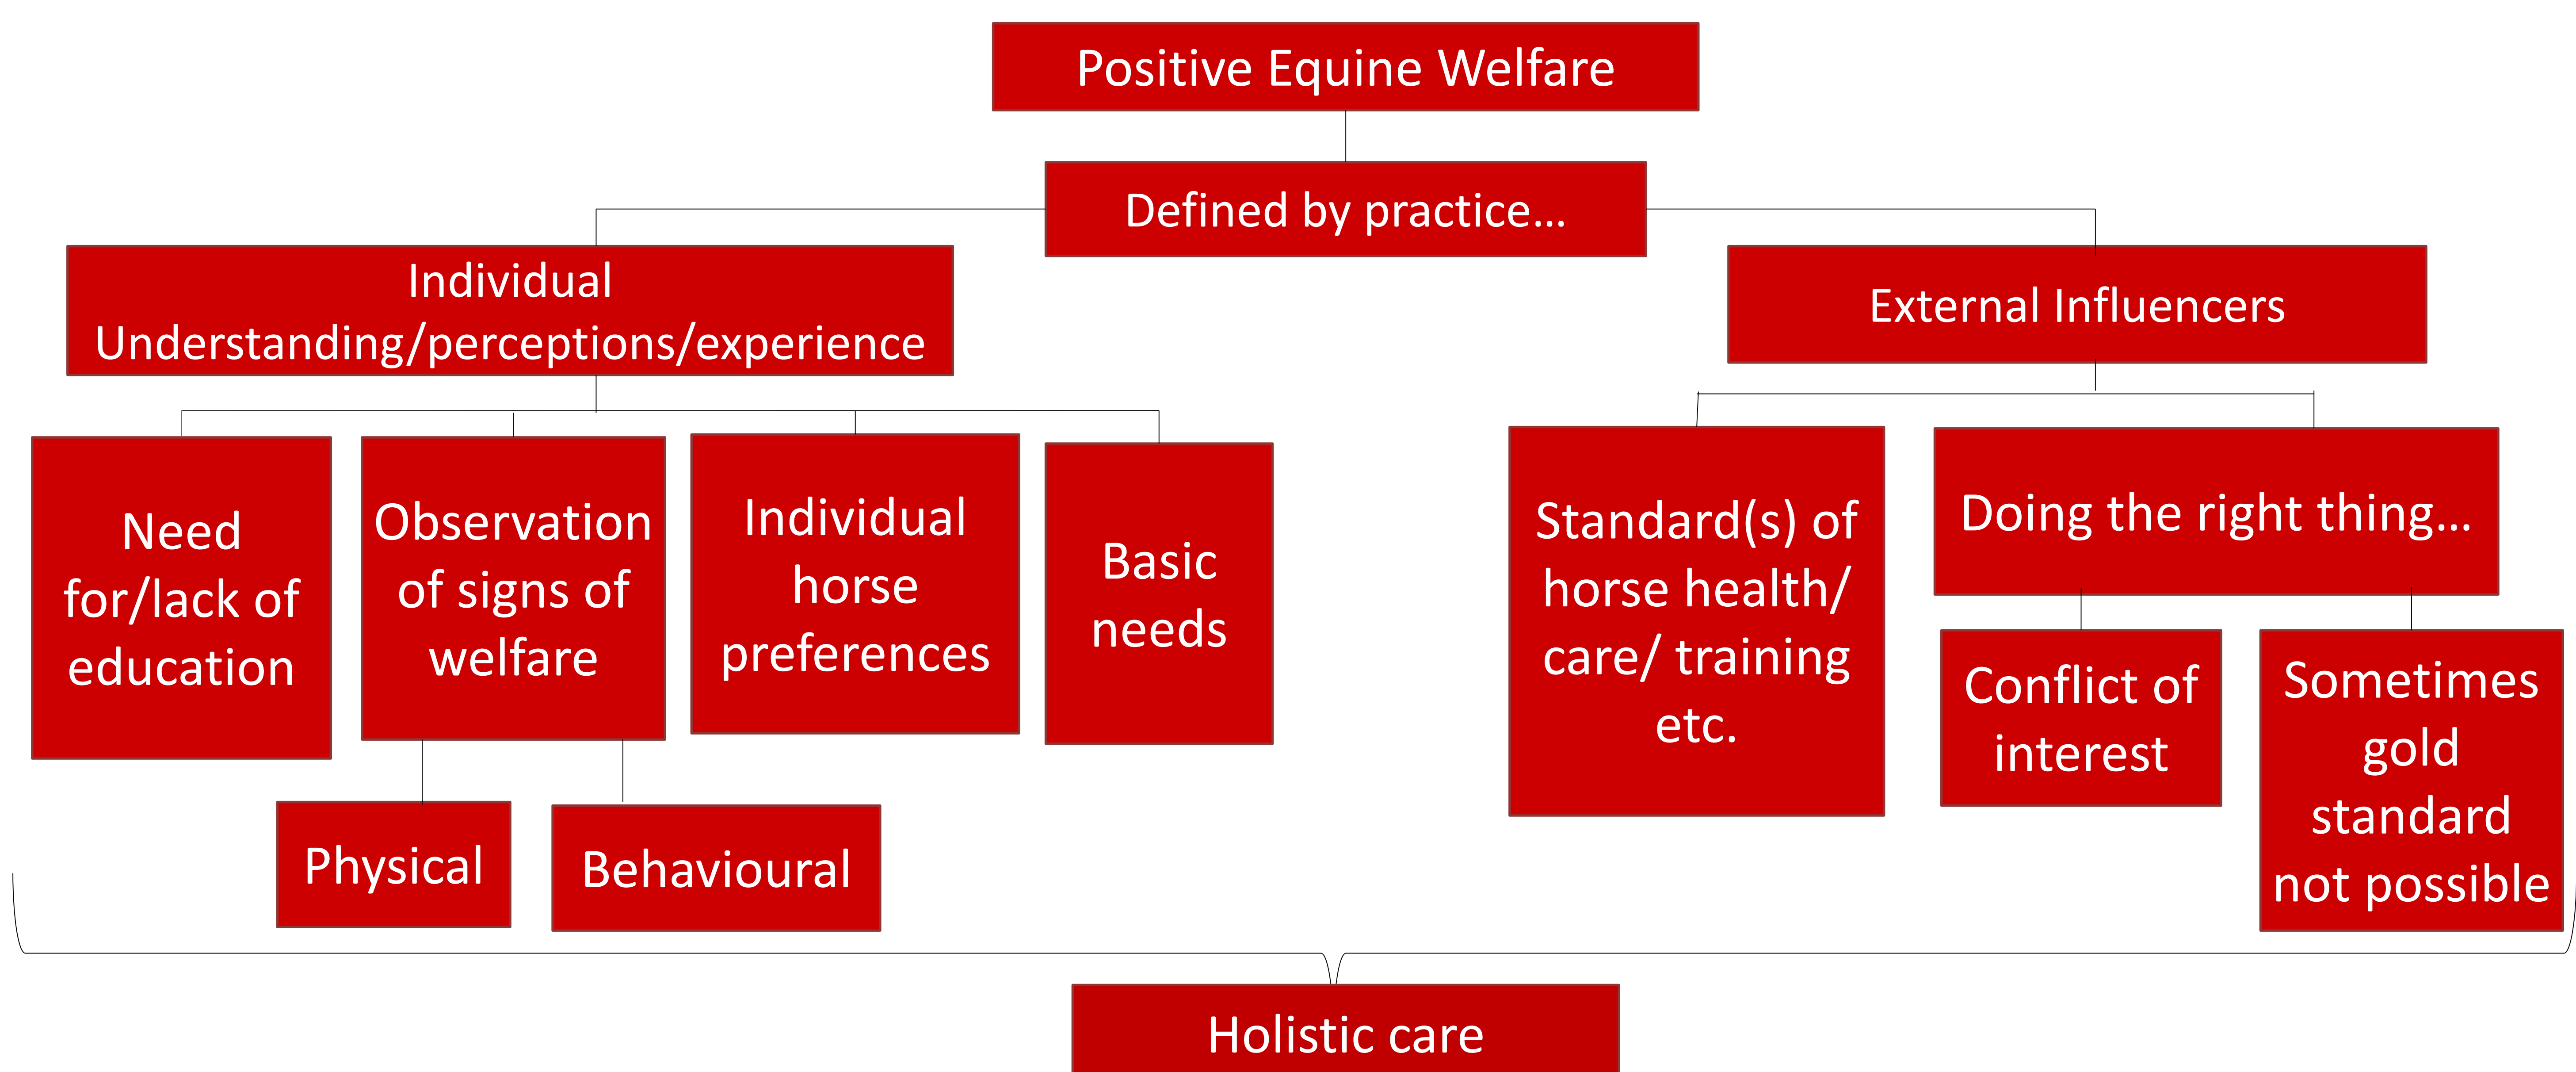 Positive Equine Welfare
Defined by practice...
Individual
Understanding/perceptions/experience
External Influencers
Need
for/lack of
education
Observation
of signs of
welfare
Individual
horse
preferences
Basic
needs
Standard(s) of
horse health/
care/ training
etc.
Doing the right thing...
Conflict of
interest
Sometimes
gold
standard
not possible
Physical
Behavioural
Holistic care